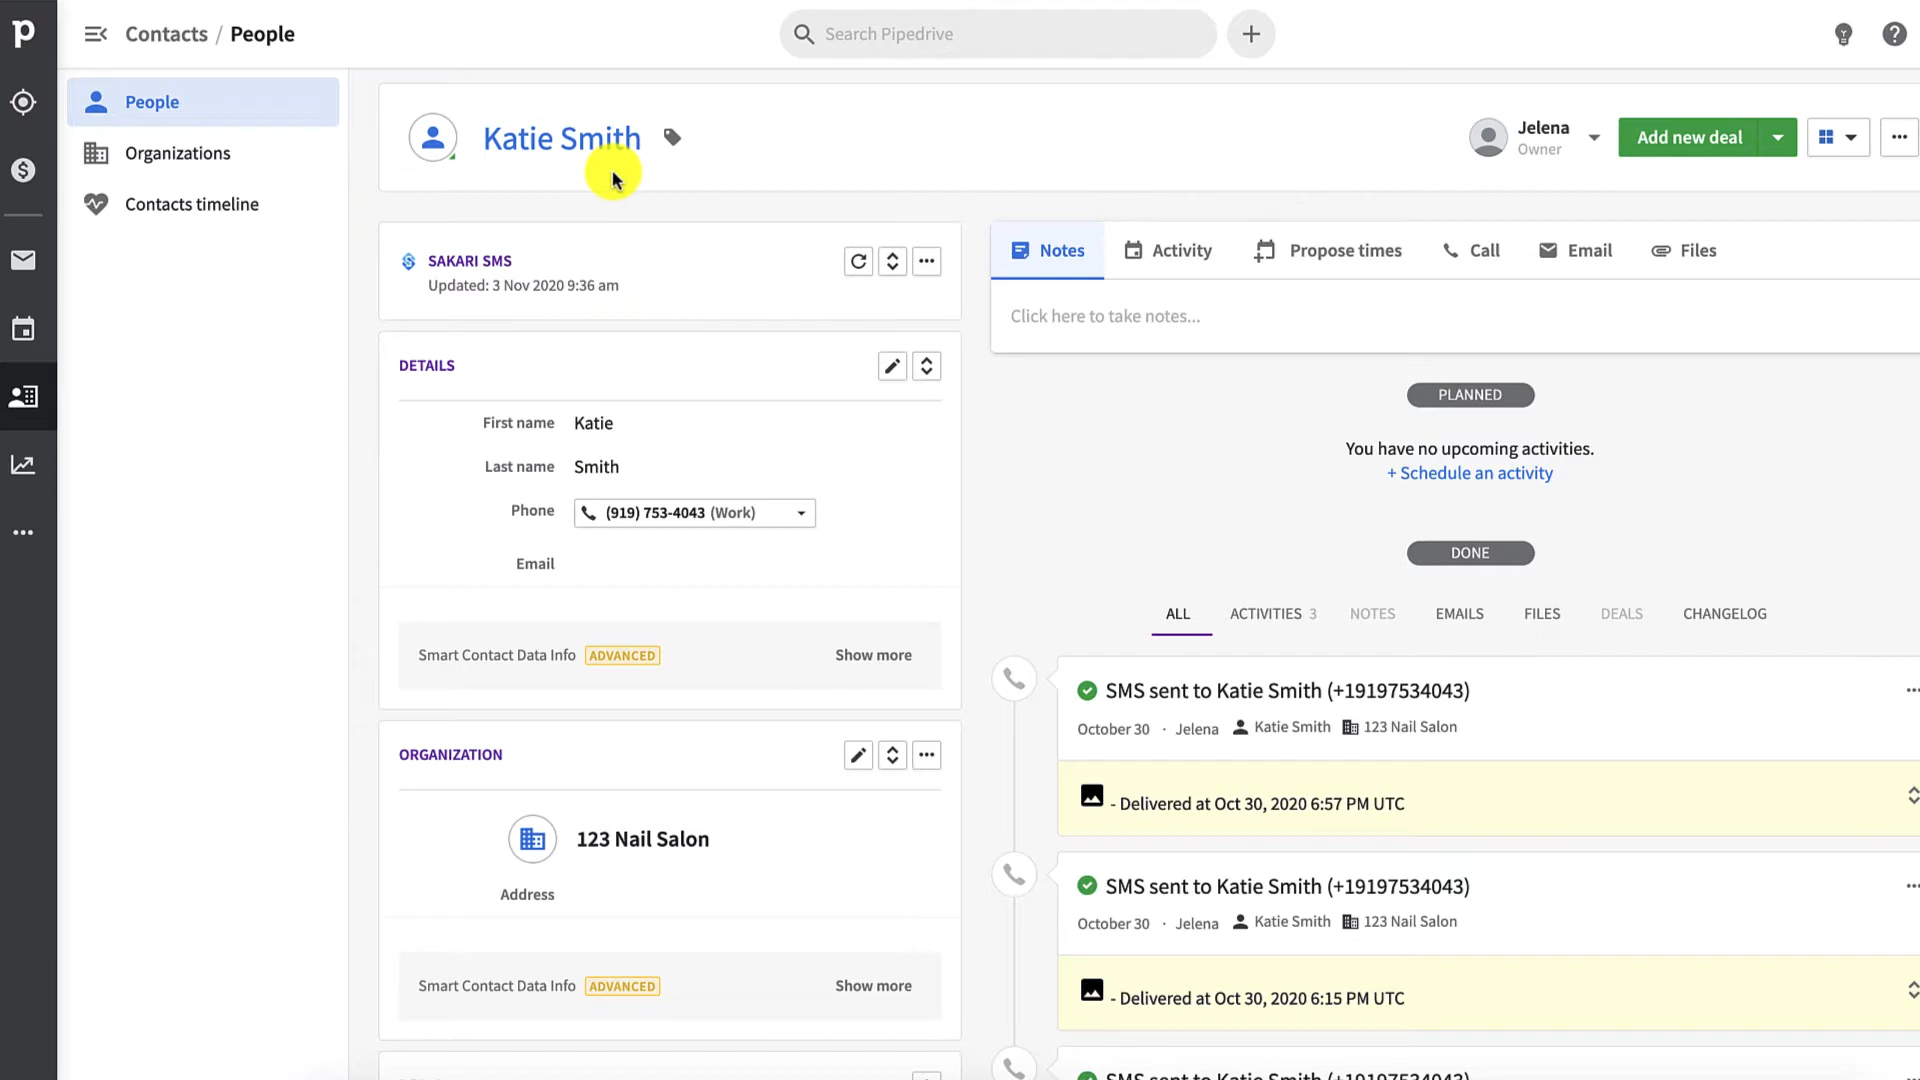 p
Contacts / People
Search Pipedrive
People
Organizations
Contacts timeline
Katie Smith
Jelena
Owner
Add new deal
SAKARI SMS
Updated: 3 Nov 2020 9:36 am
DETAILS
First name Katie
Last name Smith
Phone (919) 753-4043 (Work)
Email
Smart Contact Data Info ADVANCED Show more
ORGANIZATION
123 Nail Salon
Address
Smart Contact Data Info ADVANCED Show more
Notes Activity Propose times Call Email Files
Click here to take notes...
PLANNED
You have no upcoming activities.
+ Schedule an activity
DONE
ALL ACTIVITIES 3 NOTES EMAILS FILES DEALS CHANGELOG
SMS sent to Katie Smith (+19197534043)
October 30 · Jelena Katie Smith 123 Nail Salon
- Delivered at Oct 30, 2020 6:57 PM UTC
SMS sent to Katie Smith (+19197534043)
October 30 · Jelena Katie Smith 123 Nail Salon
- Delivered at Oct 30, 2020 6:15 PM UTC
SMS sent to Katie Smith (+19197534043)